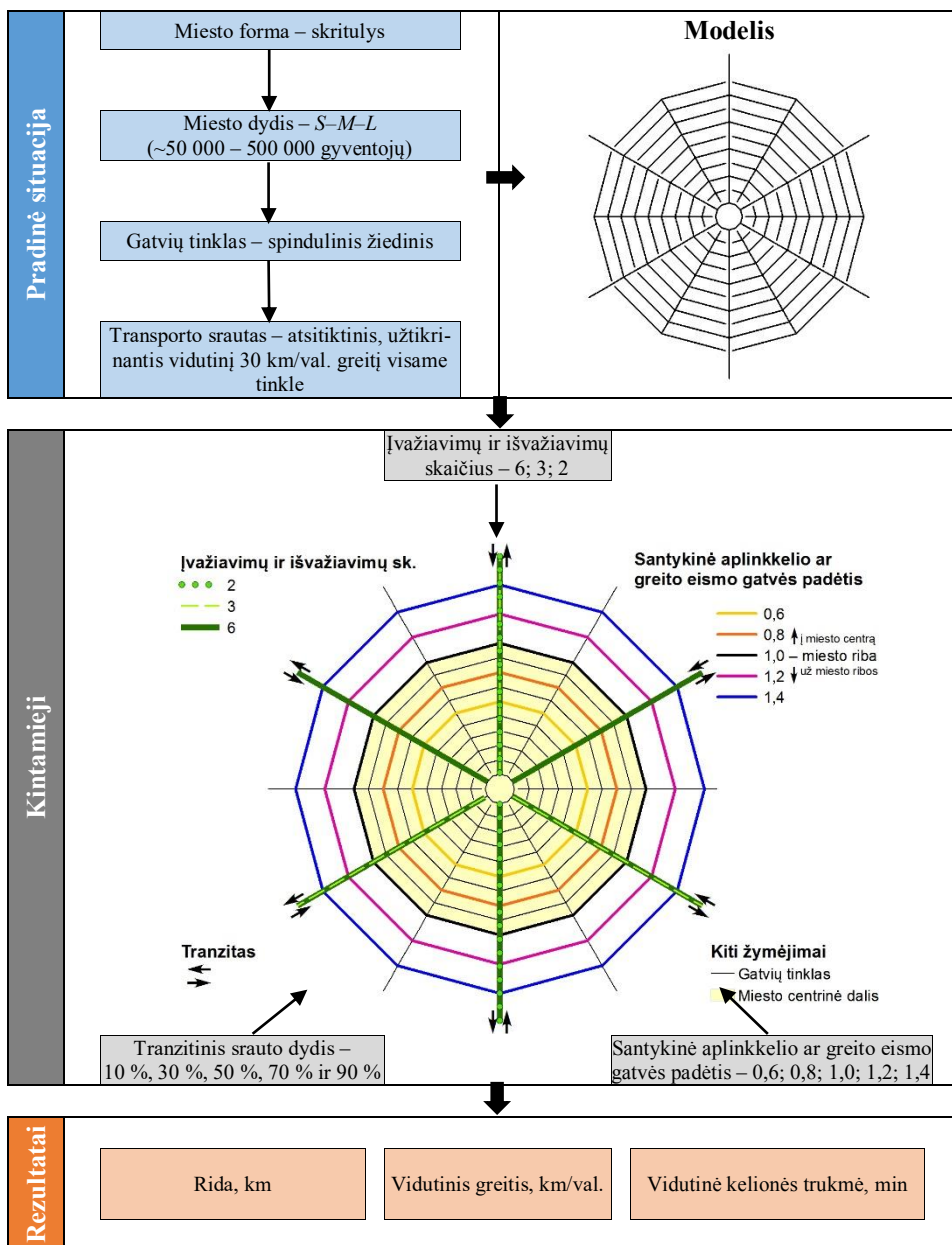 Pradinė situacija
Miesto forma – skritulys
Miesto dydis – S–M–L
(~50 000 – 500 000 gyventojų)
Gatvių tinklas – spindulinis žiedinis
Transporto srautas – atsitiktinis, užtikri-
nantis vidutinį 30 km/val. greitį visame
tinkle
Modelis
Kintamieji
Įvažiavimų ir išvažiavimų
skaičius – 6; 3; 2
Įvažiavimų ir išvažiavimų sk.
2
3
6
Santykinė aplinkkelio ar
greito eismo gatvės padėtis
0,6
0,8 į miesto centrą
1,0 – miesto riba
1,2 už miesto ribos
1,4
Tranzitas
Kiti žymėjimai
Gatvių tinklas
Miesto centrinė dalis
Tranzitinis srauto dydis –
10 %, 30 %, 50 %, 70 % ir 90 %
Santykinė aplinkkelio ar greito eismo
gatvės padėtis – 0,6; 0,8; 1,0; 1,2; 1,4
Rezultatai
Rida, km
Vidutinis greitis, km/val.
Vidutinė kelionės trukmė, min